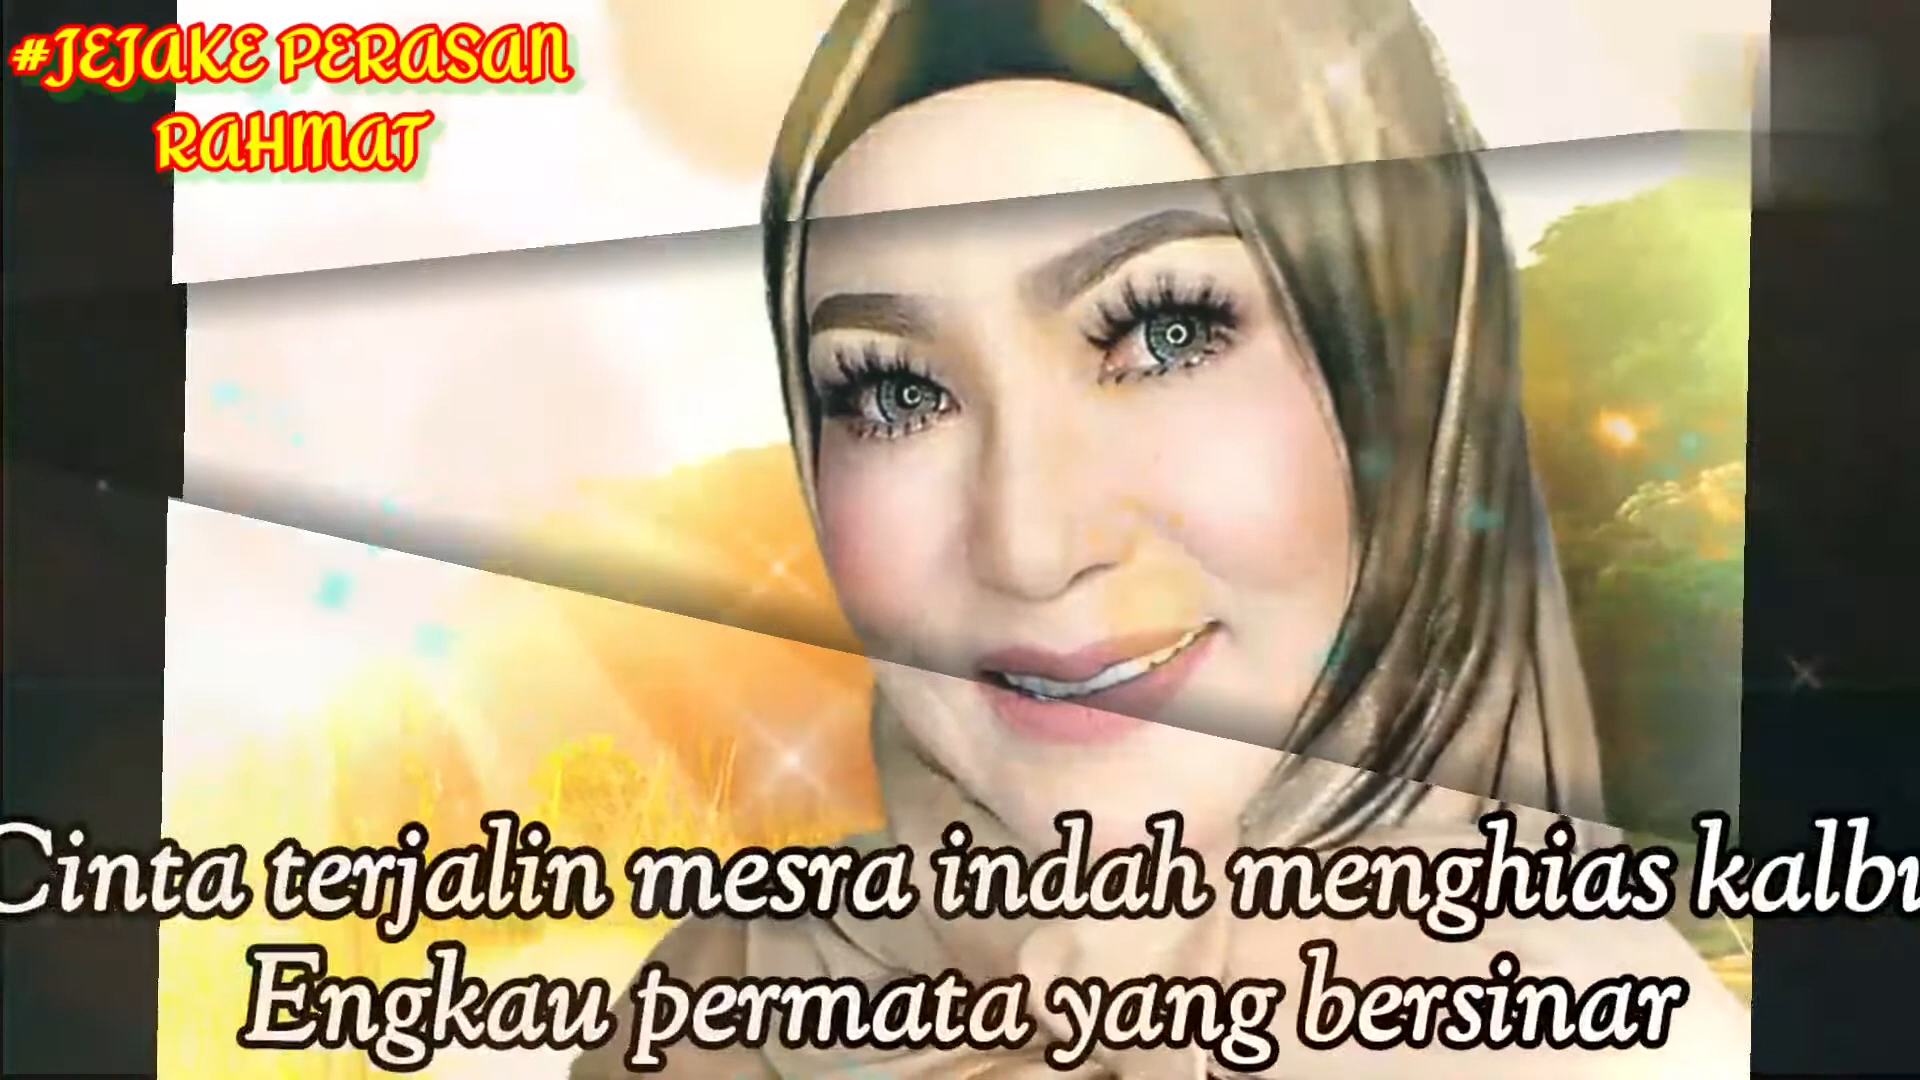 #JEJAKE PERASAN
RAHMAT
Cinta terjalin mesra indah menghias kalbu
Engkau permata yang bersinar